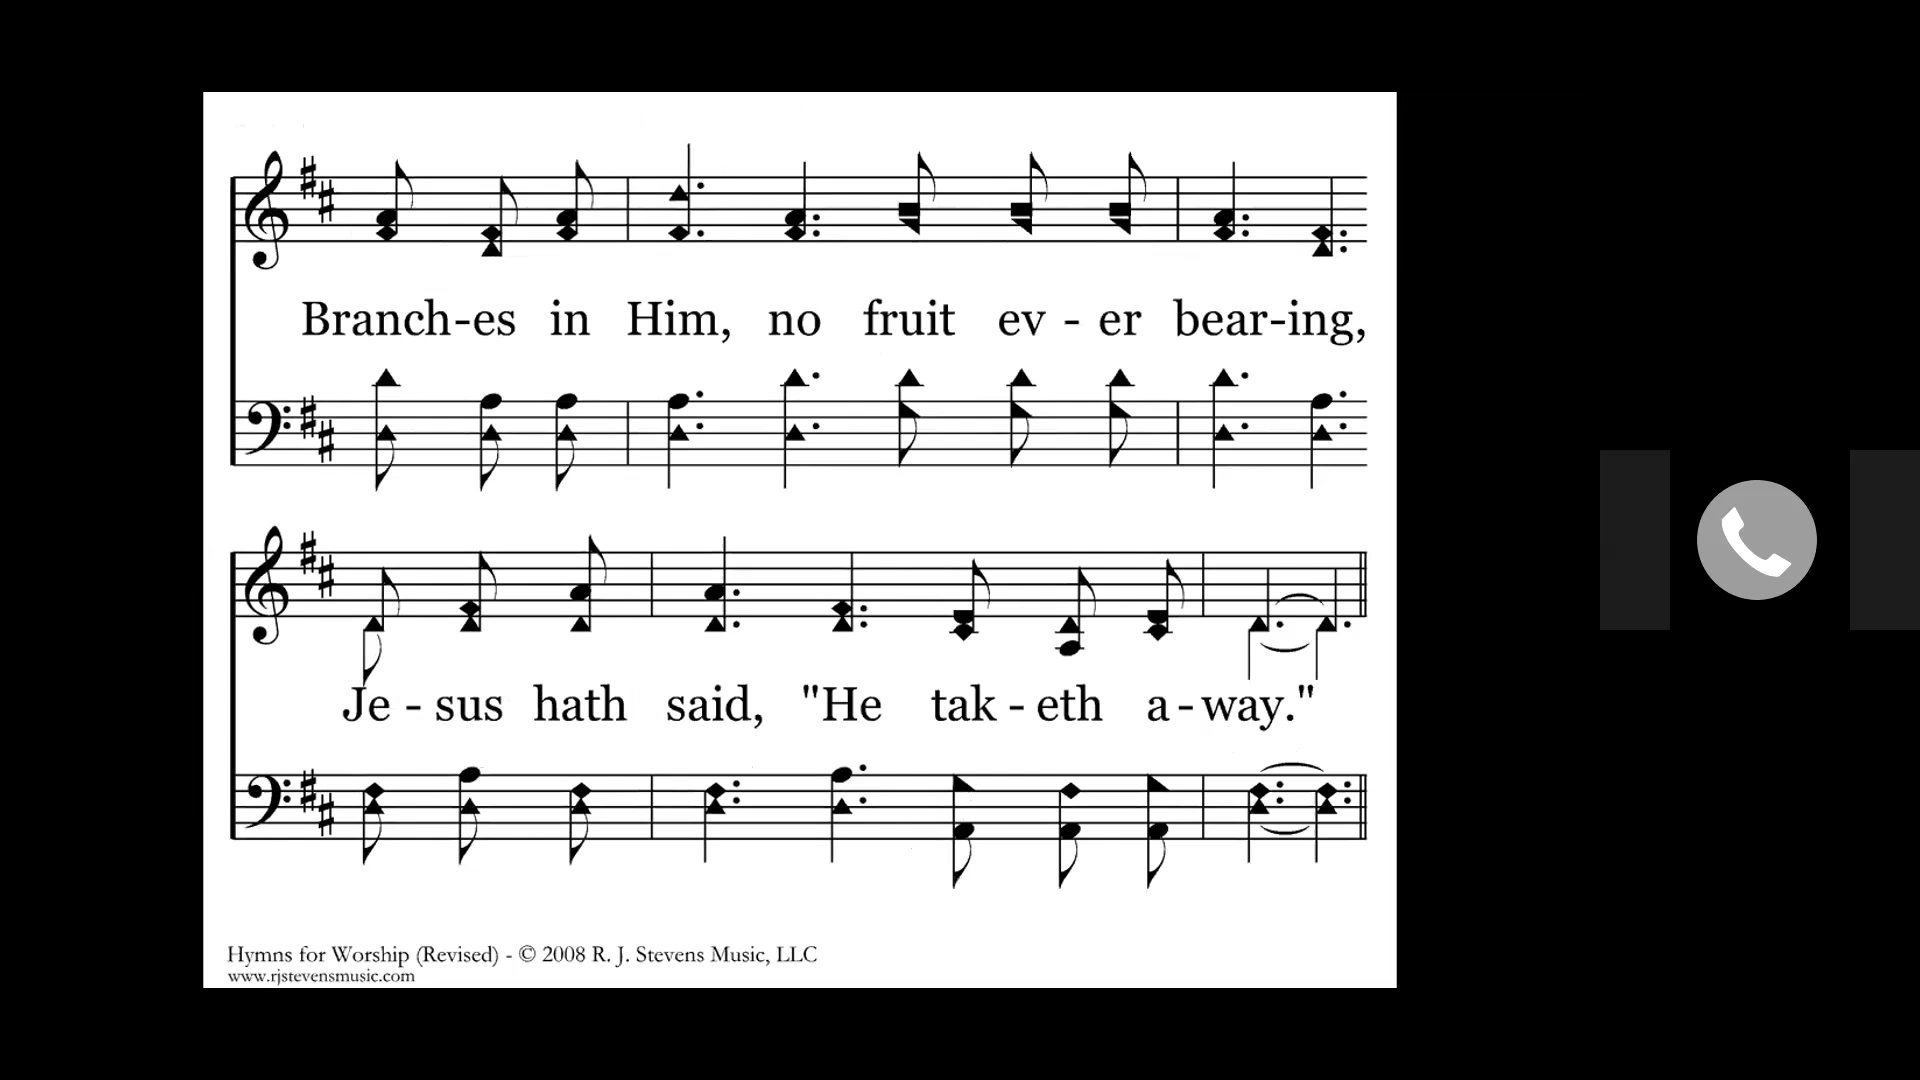 Branch-es in Him, no fruit ev - er bear-ing,
Je - sus hath said, "He tak - eth a - way."
Hymns for Worship (Revised) - © 2008 R. J. Stevens Music, LLC
www.rjstevensmusic.com